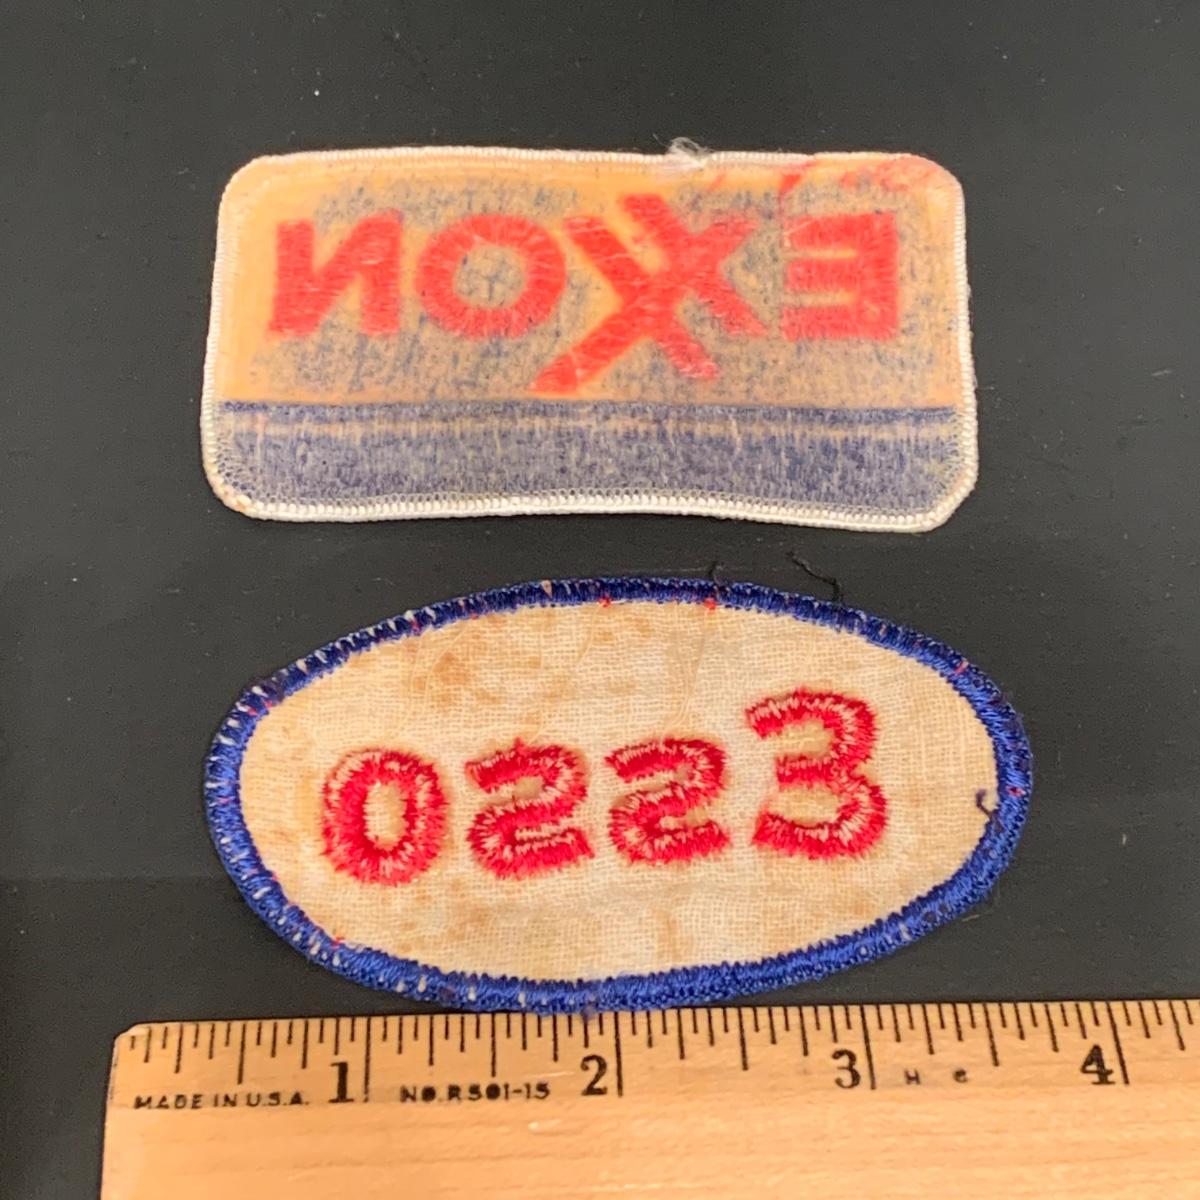 EXXON
Esso
1 2 3 4
MADE IN U.S.A. NO. R501-15